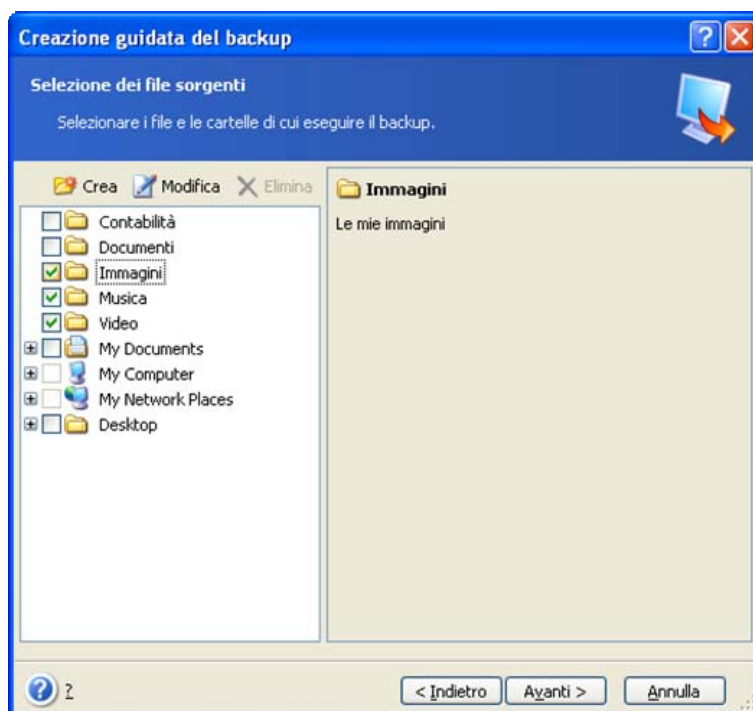 Creazione guidata del backup
Selezione dei file sorgenti
Selezionare i file e le cartelle di cui eseguire il backup.
Crea Modifica Elimina
Contabilità
Documenti
Immagini
Musica
Video
My Documents
My Computer
My Network Places
Desktop
Immagini
Le mie immagini
?
< Indietro Avanti > Annulla